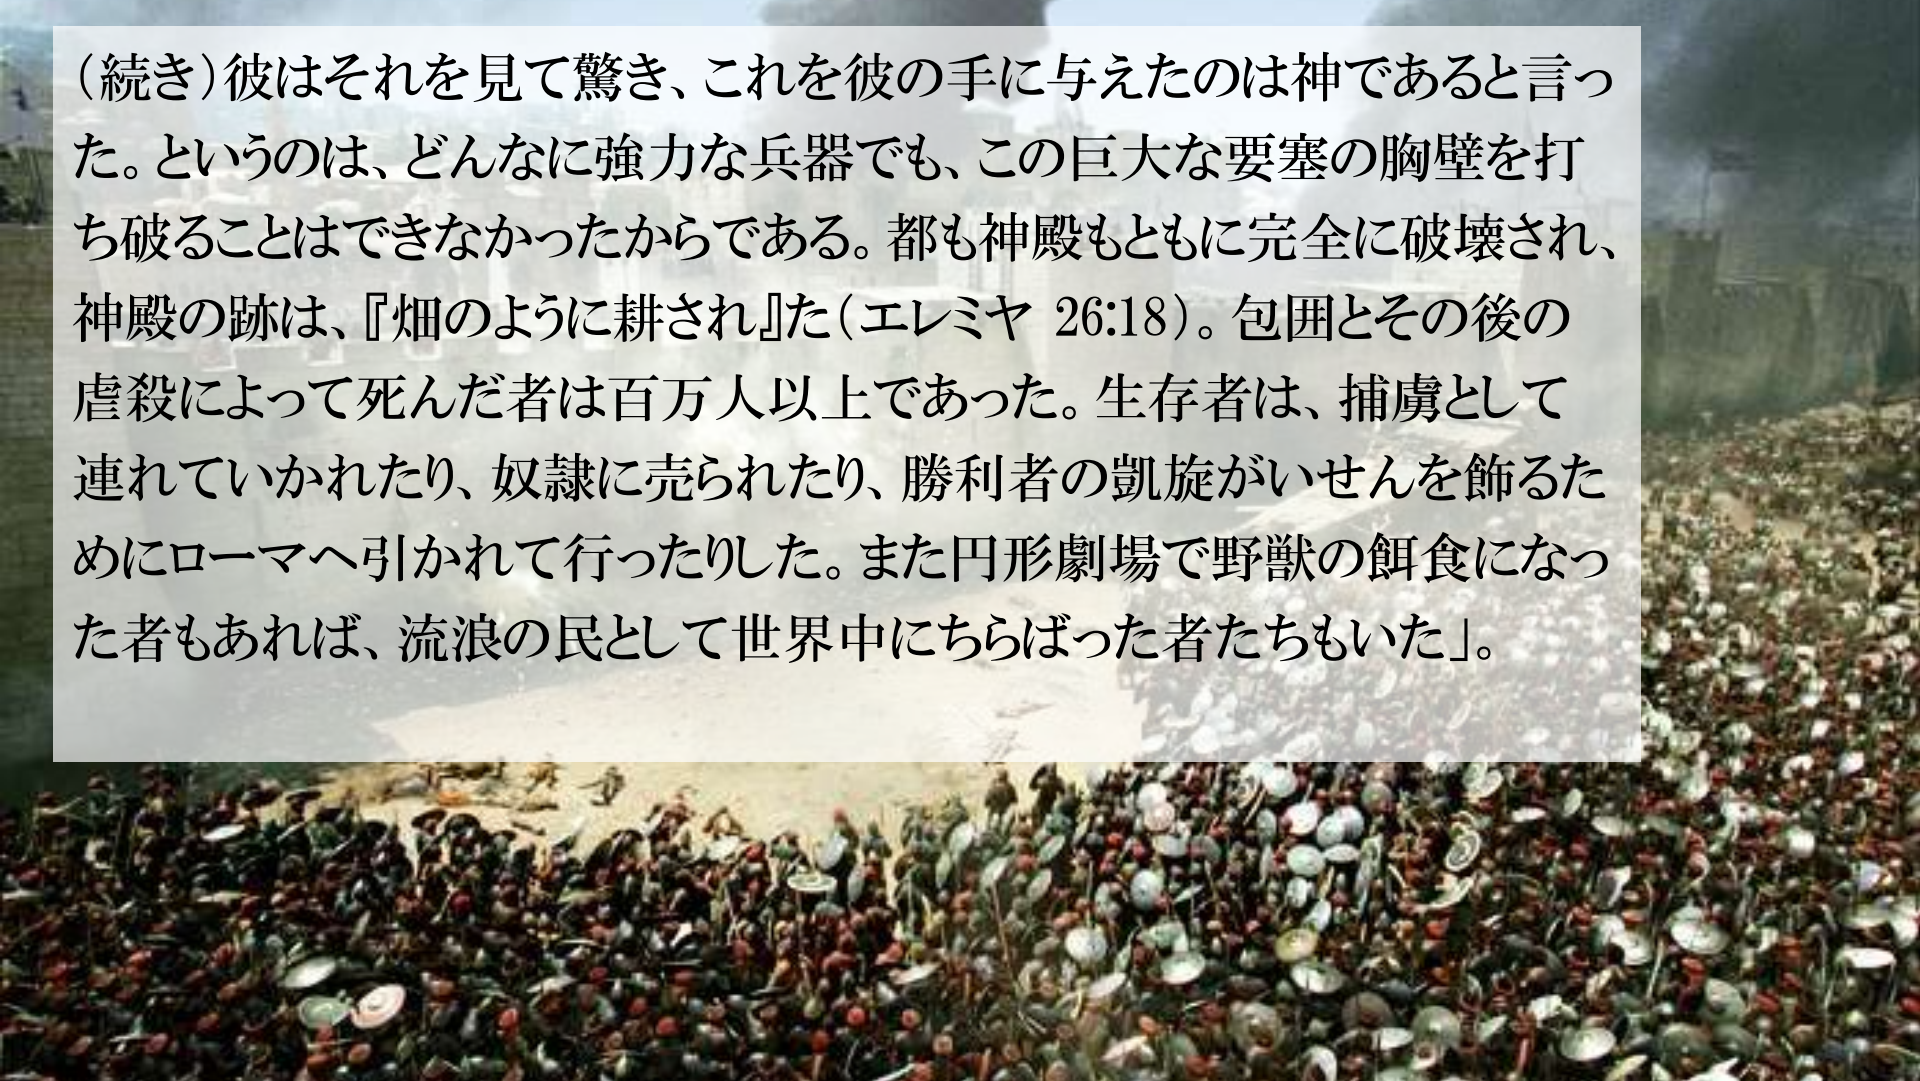 （続き）彼はそれを見て驚き、これを彼の手に与えたのは神であると言っ
た。というのは、どんなに強力な兵器でも、この巨大な要塞の胸壁を打
ち破ることはできなかったからである。都も神殿もともに完全に破壊され、
神殿の跡は、『畑のように耕され』た（エレミヤ 26:18）。包囲とその後の
虐殺によって死んだ者は百万人以上であった。生存者は、捕虜として
連れていかれたり、奴隷に売られたり、勝利者の凱旋がいせんを飾るた
めにローマへ引かれて行ったりした。また円形劇場で野獣の餌食になっ
た者もあれば、流浪の民として世界中にちらばった者たちもいた」。